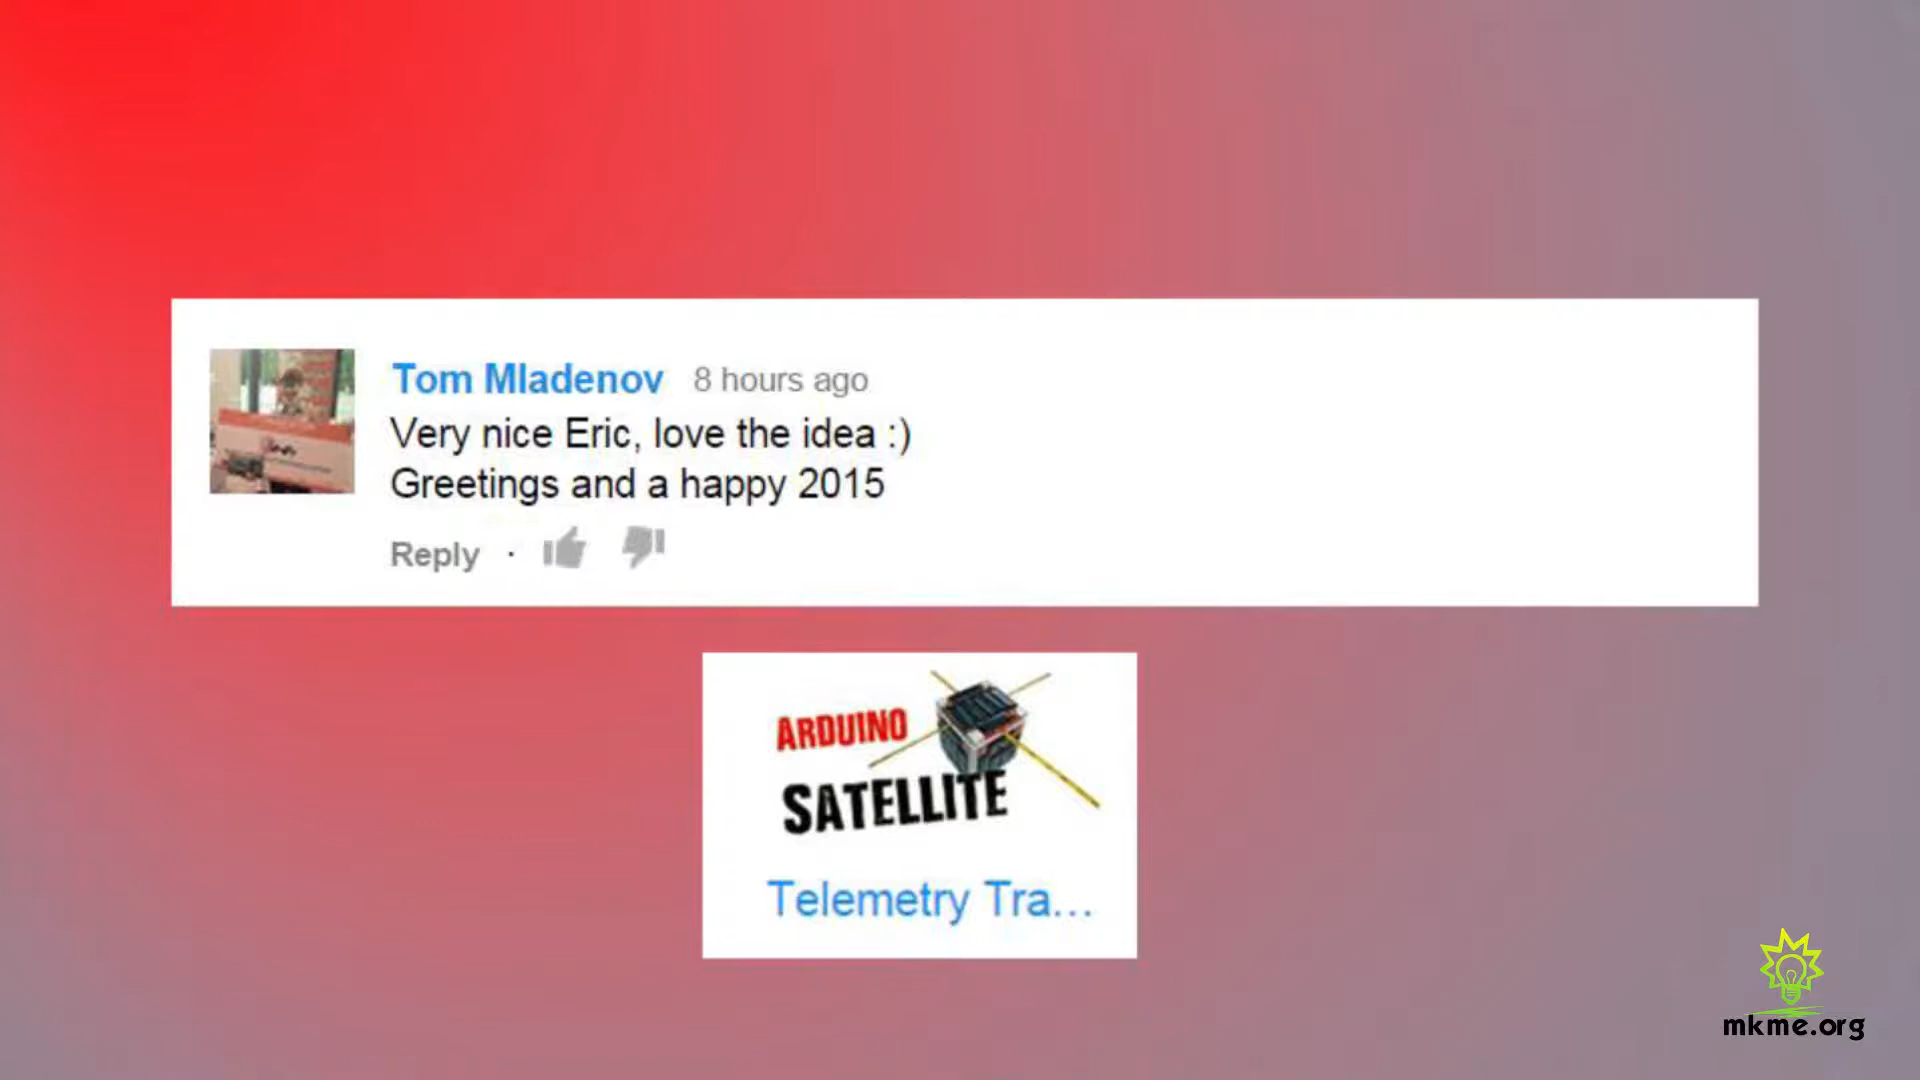 Tom Mladenov 8 hours ago
Very nice Eric, love the idea :)
Greetings and a happy 2015
Reply ·
ARDUINO
SATELLITE
Telemetry Tra...
mkme.org